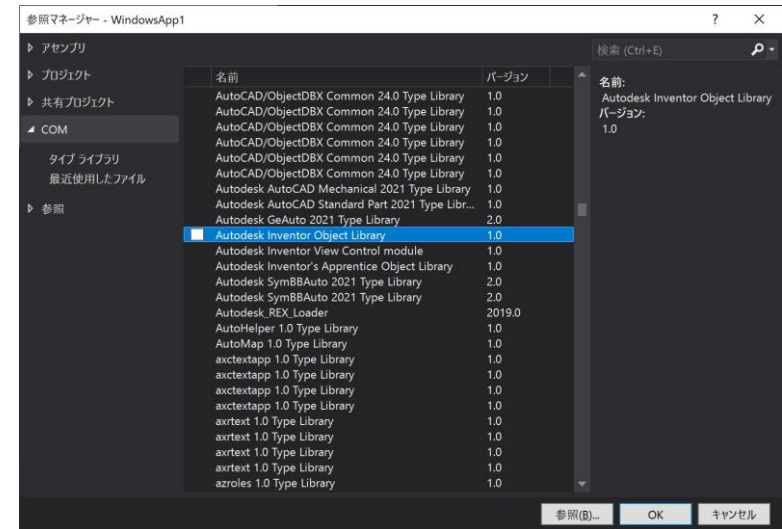 参照マネージャー - WindowsApp1
? ×
アセンブリ
プロジェクト
共有プロジェクト
COM
タイプ ライブラリ
最近使用したファイル
参照
名前 バージョン
AutoCAD/ObjectDBX Common 24.0 Type Library 1.0
AutoCAD/ObjectDBX Common 24.0 Type Library 1.0
AutoCAD/ObjectDBX Common 24.0 Type Library 1.0
AutoCAD/ObjectDBX Common 24.0 Type Library 1.0
AutoCAD/ObjectDBX Common 24.0 Type Library 1.0
AutoCAD/ObjectDBX Common 24.0 Type Library 1.0
Autodesk AutoCAD Mechanical 2021 Type Library 1.0
Autodesk AutoCAD Standard Part 2021 Type Libr... 1.0
Autodesk GeAuto 2021 Type Library 2.0
Autodesk Inventor Object Library 1.0
Autodesk Inventor View Control module 1.0
Autodesk Inventor's Apprentice Object Library 1.0
Autodesk SymBBAuto 2021 Type Library 2.0
Autodesk SymBBAuto 2021 Type Library 2.0
Autodesk_REX_Loader 2019.0
AutoHelper 1.0 Type Library 1.0
AutoMap 1.0 Type Library 1.0
axctextapp 1.0 Type Library 1.0
axctextapp 1.0 Type Library 1.0
axctextapp 1.0 Type Library 1.0
axctextapp 1.0 Type Library 1.0
axrtext 1.0 Type Library 1.0
axrtext 1.0 Type Library 1.0
axrtext 1.0 Type Library 1.0
axrtext 1.0 Type Library 1.0
azroles 1.0 Type Library 1.0
検索 (Ctrl+E)
名前:
Autodesk Inventor Object Library
バージョン:
1.0
参照(B)... OK キャンセル